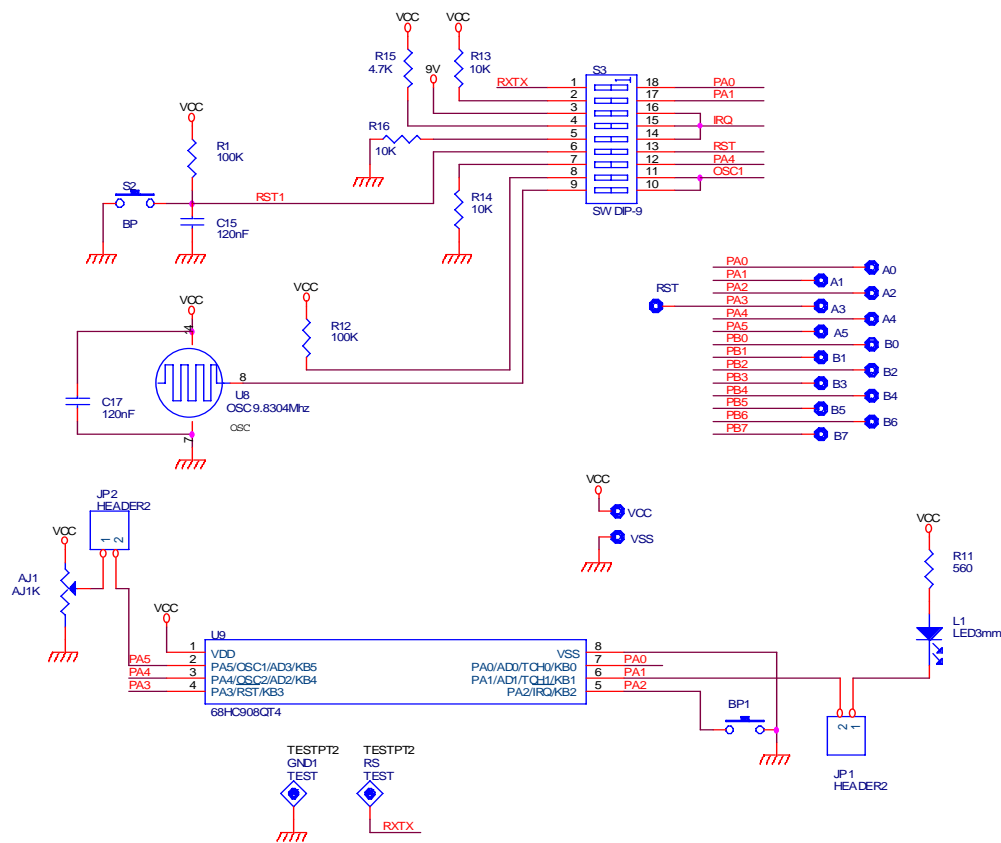 VCC VCC
R15
4.7K
R13
10K
9V
S3
RXTX 1 18 PA0
2 17 PA1
3 16
4 15 IRQ
5 14
6 13 RST
7 12 PA4
8 11 OSC1
9 10
SW DIP-9
R16
10K
R14
10K
VCC
R1
100K
S2
BP
RST1
C15
120nF
VCC
14
C17
120nF
8
U8
OSC 9.8304Mhz
OSC
7
VCC
R12
100K
RST
PA0 A0
PA1 A1
PA2 A2
PA3 A3
PA4 A4
PA5 A5
PB0 B0
PB1 B1
PB2 B2
PB3 B3
PB4 B4
PB5 B5
PB6 B6
PB7 B7
JP2
HEADER2
1 2
VCC
AJ1
AJ1K
VCC
VCC
VSS
VCC
R11
560
L1
LED3mm
VCC
U9
1 VDD VSS 8
PA5 2 PA5/OSC1/AD3/KB5 PA0/AD0/TCH0/KB0 7 PA0
PA4 3 PA4/OSC2/AD2/KB4 PA1/AD1/TCH1/KB1 6 PA1
PA3 4 PA3/RST/KB3 PA2/IRQ/KB2 5 PA2
68HC908QT4
BP1
2 1
JP1
HEADER2
TESTPT2
GND1
TEST
TESTPT2
RS
TEST
RXTX